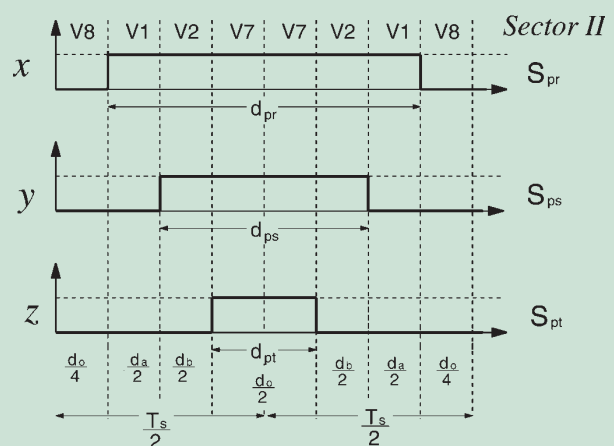 V8 V1 V2 V7 V7 V2 V1 V8 Sector II
x S_pr
d_pr
y S_ps
d_ps
z S_pt
d_pt
d_o/4 d_a/2 d_b/2 d_o/2 d_b/2 d_a/2 d_o/4
T_s/2 T_s/2